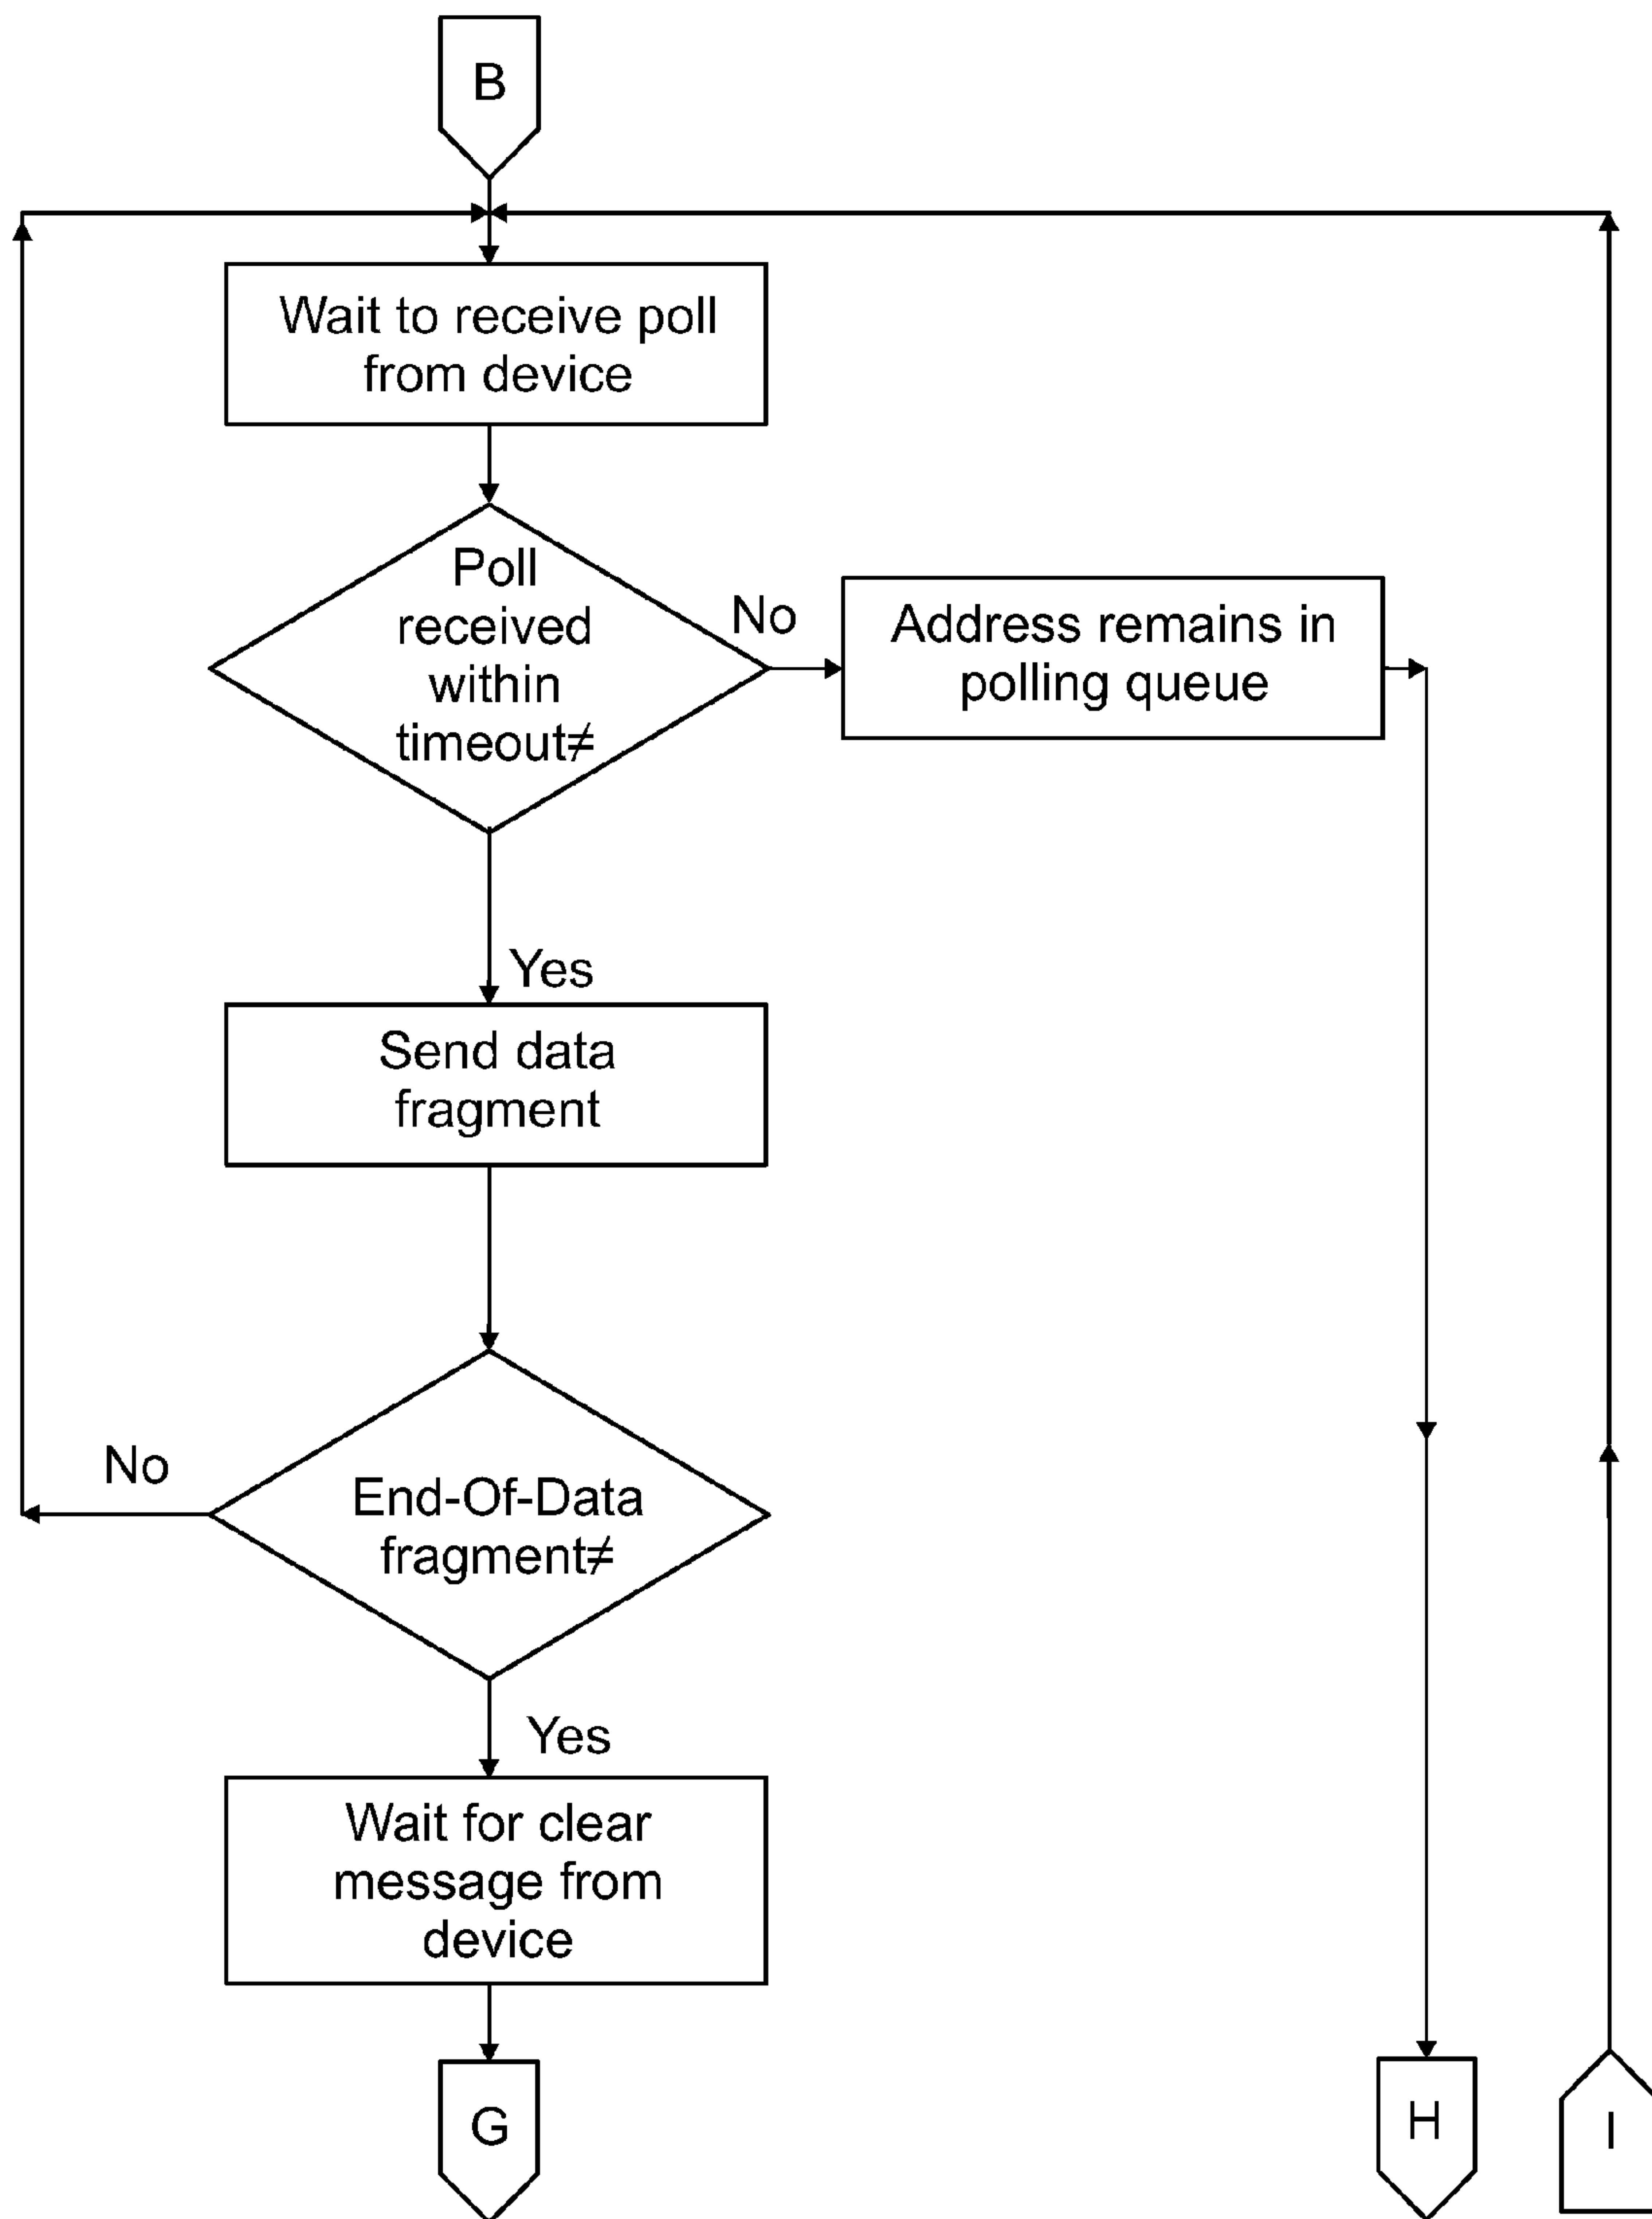 B
Wait to receive poll
from device
Poll
received
within
timeout≠
No
Address remains in
polling queue
Yes
Send data
fragment
No
End-Of-Data
fragment≠
Yes
Wait for clear
message from
device
G
H
I